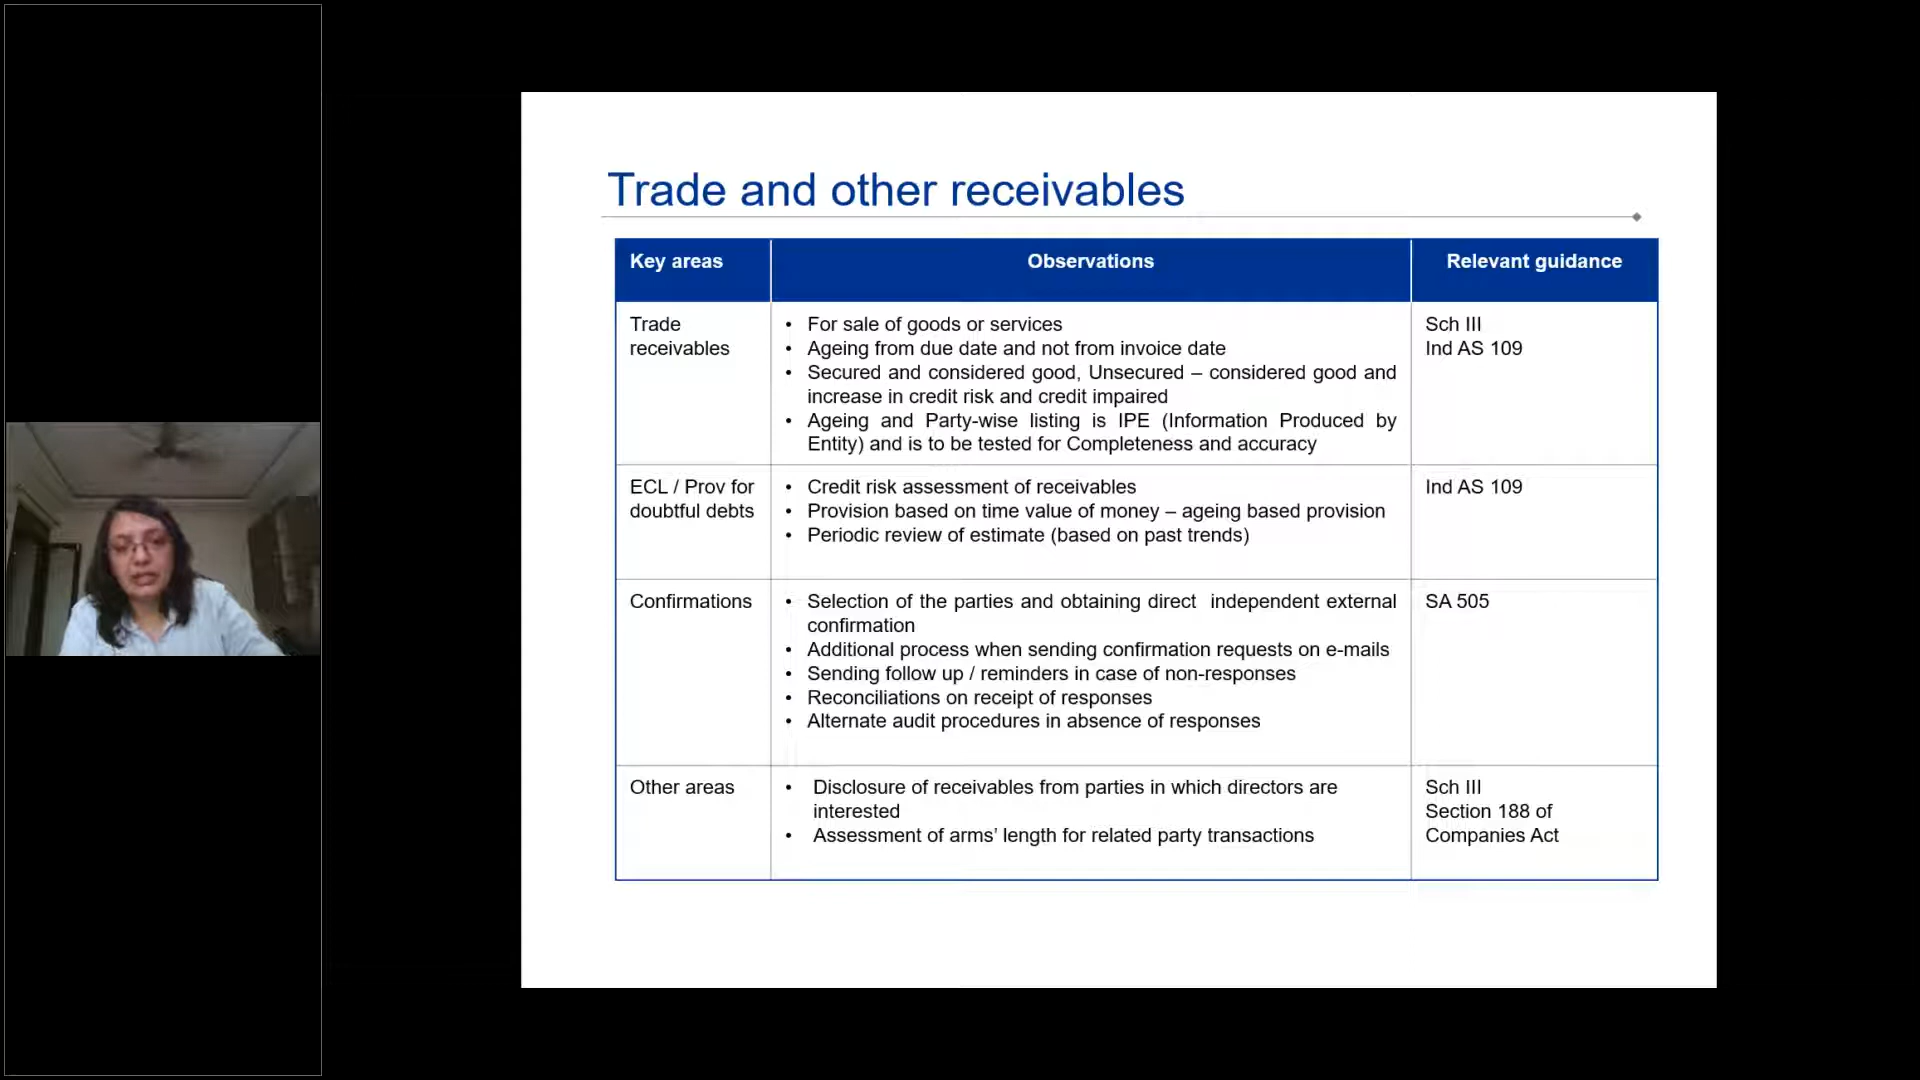 Trade and other receivables
Key areas
Observations
Relevant guidance
Trade
receivables
• For sale of goods or services
• Ageing from due date and not from invoice date
• Secured and considered good, Unsecured – considered good and
increase in credit risk and credit impaired
• Ageing and Party-wise listing is IPE (Information Produced by
Entity) and is to be tested for Completeness and accuracy
Sch III
Ind AS 109
ECL / Prov for
doubtful debts
• Credit risk assessment of receivables
• Provision based on time value of money – ageing based provision
• Periodic review of estimate (based on past trends)
Ind AS 109
Confirmations
• Selection of the parties and obtaining direct independent external
confirmation
• Additional process when sending confirmation requests on e-mails
• Sending follow up / reminders in case of non-responses
• Reconciliations on receipt of responses
• Alternate audit procedures in absence of responses
SA 505
Other areas
• Disclosure of receivables from parties in which directors are
interested
• Assessment of arms’ length for related party transactions
Sch III
Section 188 of
Companies Act